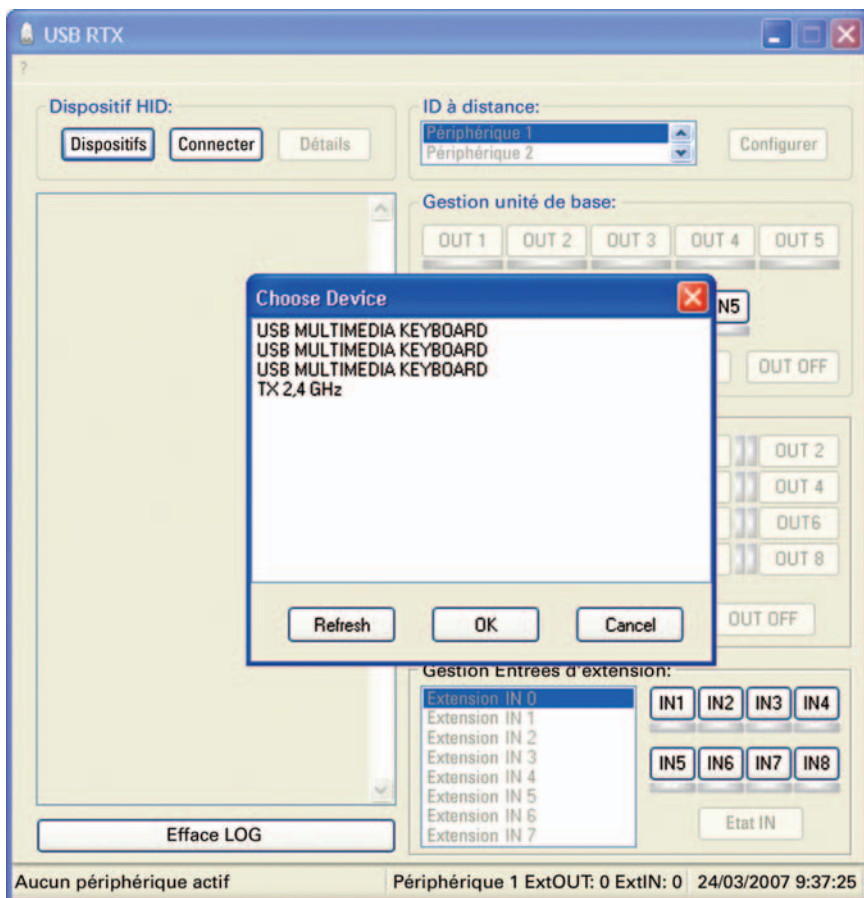 USB RTX
?
Dispositif HID:
Dispositifs Connecter Détails
ID à distance:
Périphérique 1
Périphérique 2
Configurer
Gestion unité de base:
OUT 1 OUT 2 OUT 3 OUT 4 OUT 5
IN5
OUT OFF
Choose Device
USB MULTIMEDIA KEYBOARD
USB MULTIMEDIA KEYBOARD
USB MULTIMEDIA KEYBOARD
TX 2,4 GHz
Refresh OK Cancel
OUT 2
OUT 4
OUT6
OUT 8
OUT OFF
Gestion Entrées d'extension:
Extension IN 0
Extension IN 1
Extension IN 2
Extension IN 3
Extension IN 4
Extension IN 5
Extension IN 6
Extension IN 7
IN1 IN2 IN3 IN4
IN5 IN6 IN7 IN8
Etat IN
Efface LOG
Aucun périphérique actif Périphérique 1 ExtOUT: 0 ExtIN: 0 24/03/2007 9:37:25